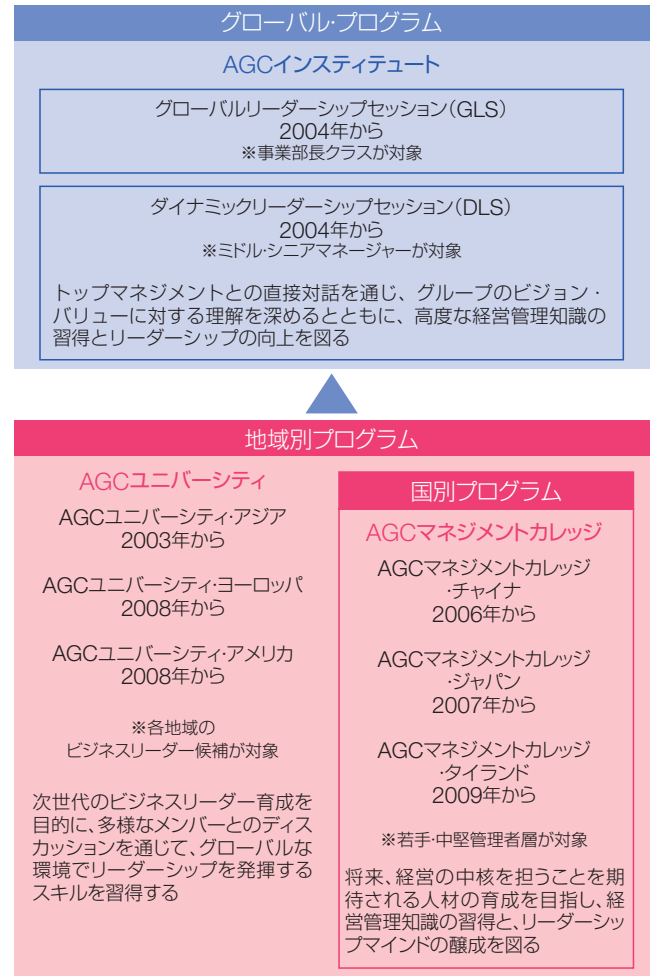 グローバル・プログラム
AGCインスティテュート
グローバルリーダーシップセッション（GLS）
2004年から
※事業部長クラスが対象
ダイナミックリーダーシップセッション（DLS）
2004年から
※ミドル・シニアマネージャーが対象
トップマネジメントとの直接対話を通じ、グループのビジョン・
バリューに対する理解を深めるとともに、高度な経営管理知識の
習得とリーダーシップの向上を図る
地域別プログラム
AGCユニバーシティ
AGCユニバーシティ・アジア
2003年から
AGCユニバーシティ・ヨーロッパ
2008年から
AGCユニバーシティ・アメリカ
2008年から
※各地域の
ビジネスリーダー候補が対象
次世代のビジネスリーダー育成を
目的に、多様なメンバーとのディス
カッションを通じて、グローバルな
環境でリーダーシップを発揮する
スキルを習得する
国別プログラム
AGCマネジメントカレッジ
AGCマネジメントカレッジ
・チャイナ
2006年から
AGCマネジメントカレッジ
・ジャパン
2007年から
AGCマネジメントカレッジ
・タイランド
2009年から
※若手・中堅管理者層が対象
将来、経営の中核を担うことを期
待される人材の育成を目指し、経
営管理知識の習得と、リーダーシッ
プマインドの醸成を図る